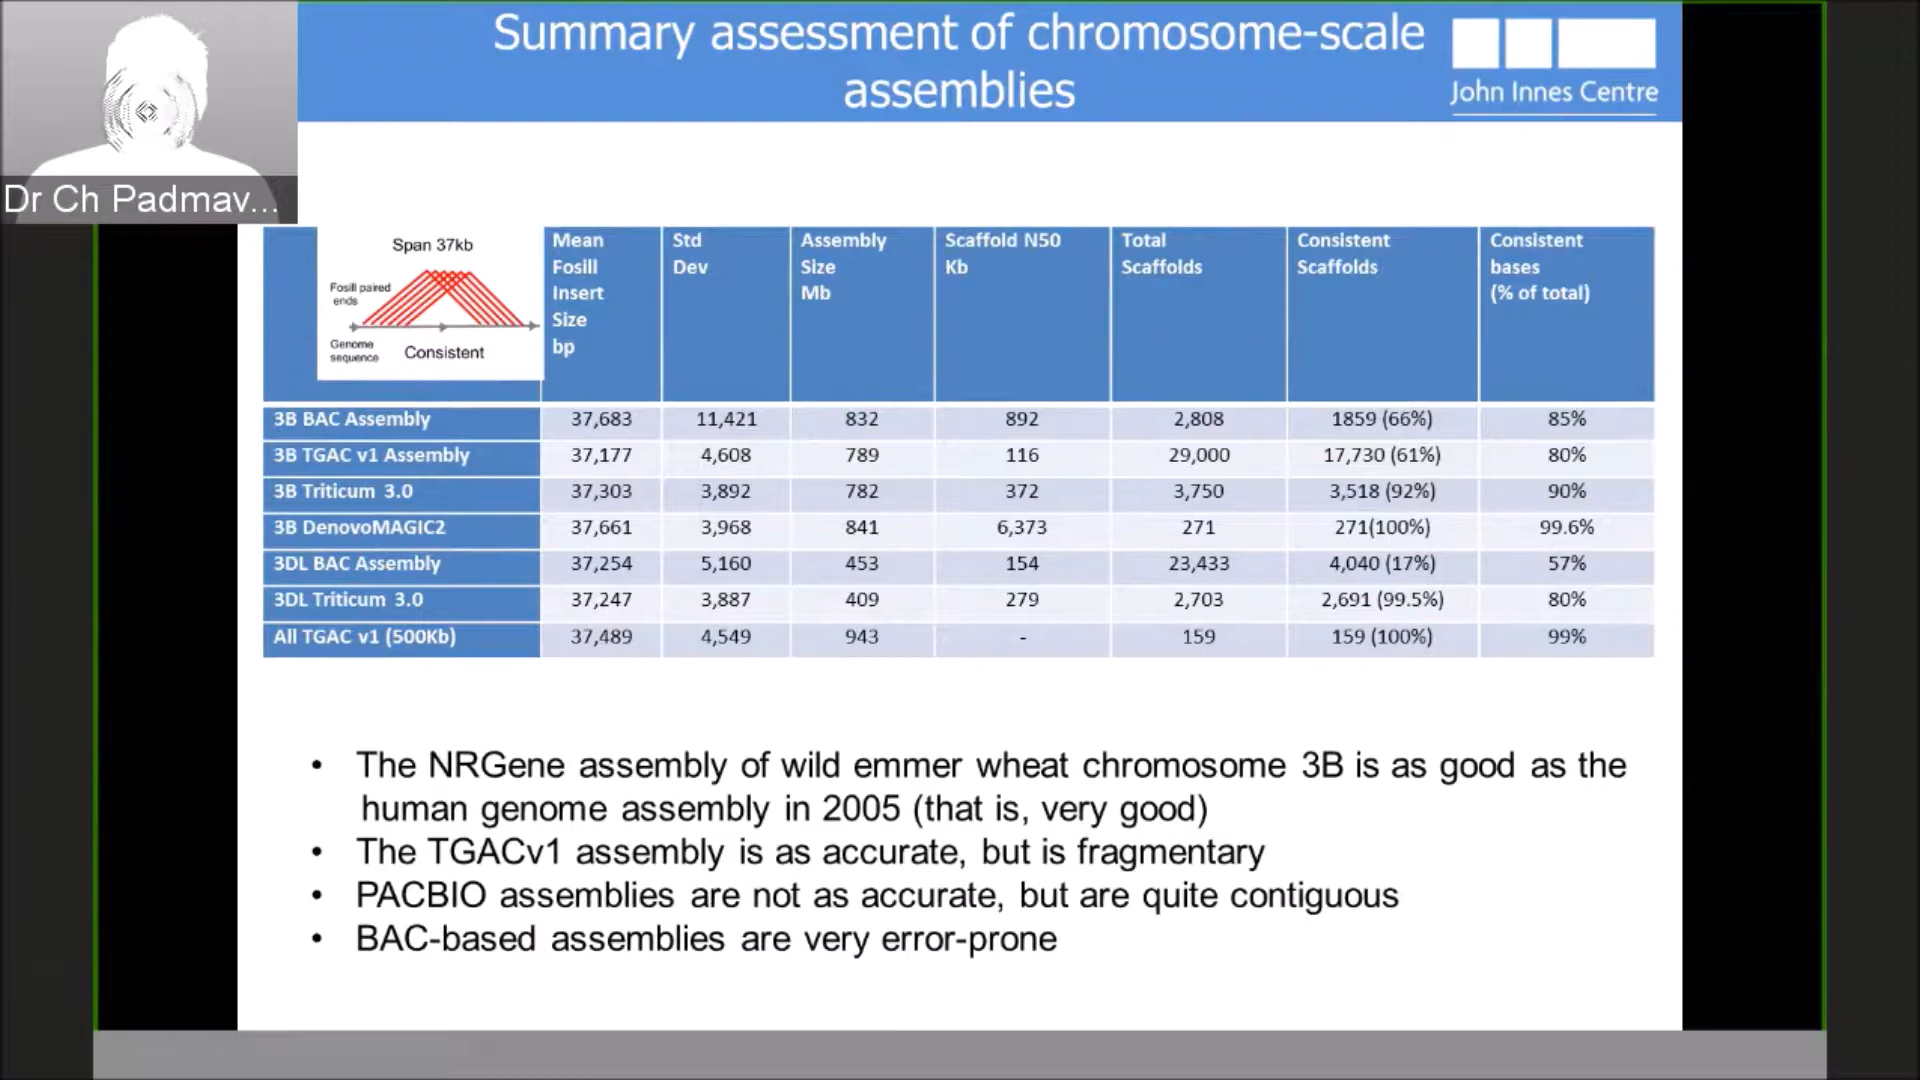 Summary assessment of chromosome-scale
assemblies
John Innes Centre
Dr Ch Padmav...
Span 37kb
Fosill paired
ends
Genome
sequence
Consistent
Mean
Fosill
Insert
Size
bp
Std
Dev
Assembly
Size
Mb
Scaffold N50
Kb
Total
Scaffolds
Consistent
Scaffolds
Consistent
bases
(% of total)
3B BAC Assembly 37,683 11,421 832 892 2,808 1859 (66%) 85%
3B TGAC v1 Assembly 37,177 4,608 789 116 29,000 17,730 (61%) 80%
3B Triticum 3.0 37,303 3,892 782 372 3,750 3,518 (92%) 90%
3B DenovoMAGIC2 37,661 3,968 841 6,373 271 271(100%) 99.6%
3DL BAC Assembly 37,254 5,160 453 154 23,433 4,040 (17%) 57%
3DL Triticum 3.0 37,247 3,887 409 279 2,703 2,691 (99.5%) 80%
All TGAC v1 (500Kb) 37,489 4,549 943 - 159 159 (100%) 99%
• The NRGene assembly of wild emmer wheat chromosome 3B is as good as the
human genome assembly in 2005 (that is, very good)
• The TGACv1 assembly is as accurate, but is fragmentary
• PACBIO assemblies are not as accurate, but are quite contiguous
• BAC-based assemblies are very error-prone